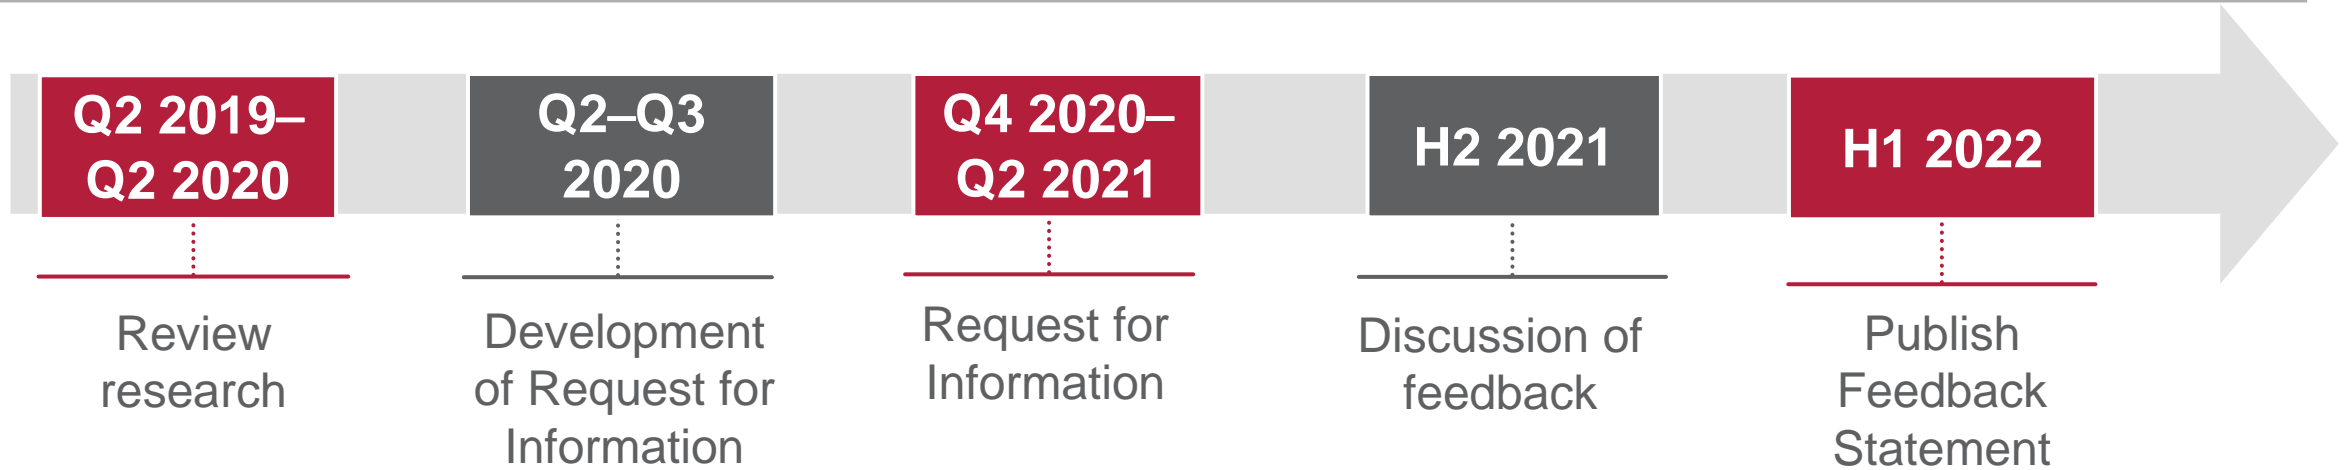 Q2 2019–
Q2 2020
Q2–Q3
2020
Q4 2020–
Q2 2021
H2 2021
H1 2022
Review
research
Development
of Request for
Information
Request for
Information
Discussion of
feedback
Publish
Feedback
Statement